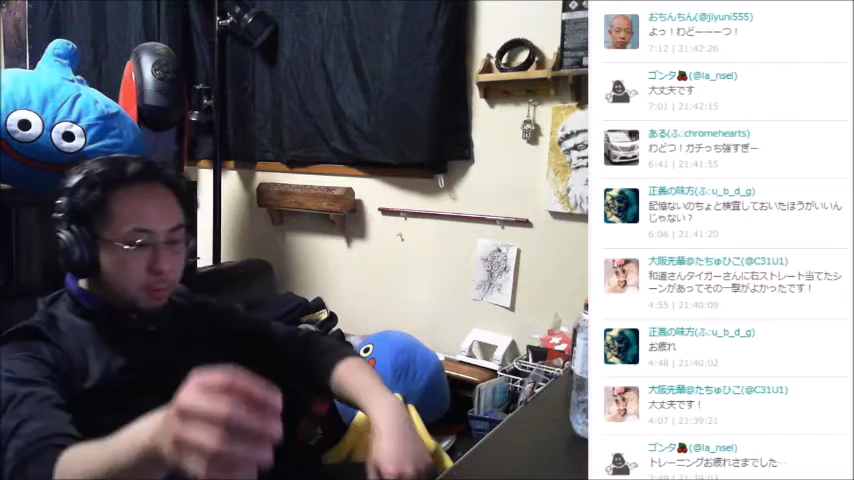 おちんちん(@jiyuni555)
よっ！わどーーーつ！
7:12 | 21:42:26
ゴンタ🍒(@la_nsei)
大丈夫です
7:01 | 21:42:15
ある(ふ:chromehearts)
わどつ！ガチっち強すぎー
6:41 | 21:41:55
正義の味方(ふ:u_b_d_g)
記憶ないのちょと検査しておいたほうがいいん
じゃない？
6:06 | 21:41:20
大阪先輩@たちゅひこ(@C31U1)
和道さんタイガーさんに右ストレート当てたシ
ーンがあってその一撃がよかったです！
4:55 | 21:40:09
正義の味方(ふ:u_b_d_g)
お疲れ
4:48 | 21:40:02
大阪先輩@たちゅひこ(@C31U1)
大丈夫です！
4:07 | 21:39:21
ゴンタ🍒(@la_nsei)
トレーニングお疲れさまでした…
3:49 | 21:39:03